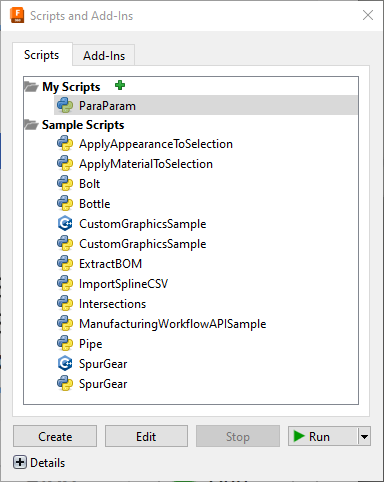 Scripts and Add-Ins
Scripts Add-Ins
My Scripts
ParaParam
Sample Scripts
ApplyAppearanceToSelection
ApplyMaterialToSelection
Bolt
Bottle
CustomGraphicsSample
CustomGraphicsSample
ExtractBOM
ImportSplineCSV
Intersections
ManufacturingWorkflowAPISample
Pipe
SpurGear
SpurGear
Create Edit Stop Run
Details